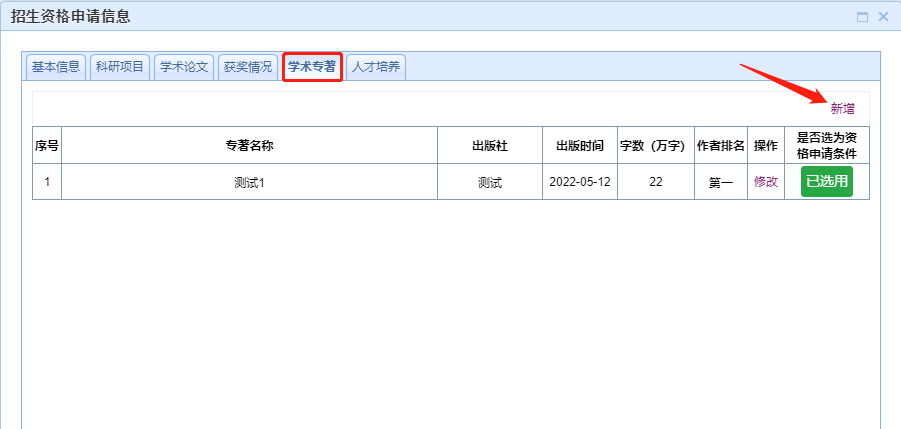 招生资格申请信息
基本信息 科研项目 学术论文 获奖情况 学术专著 人才培养
新增
序号 专著名称 出版社 出版时间 字数（万字） 作者排名 操作 是否选为资
格申请条件
1 测试1 测试 2022-05-12 22 第一 修改 已选用